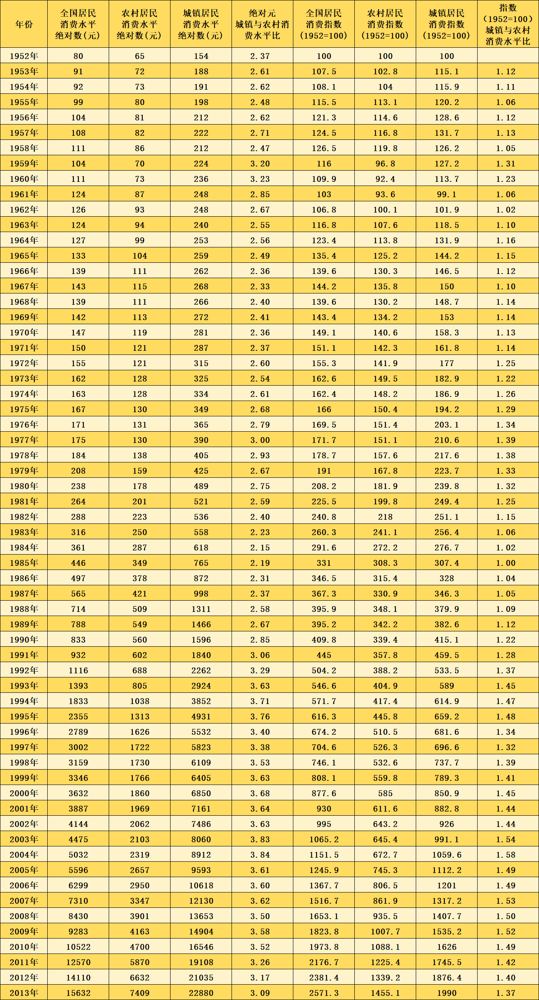 年份 全国居民消费水平绝对数(元) 农村居民消费水平绝对数(元) 城镇居民消费水平绝对数(元) 绝对元城镇与农村消费水平比 全国居民消费指数(1952=100) 农村居民消费指数(1952=100) 城镇居民消费指数(1952=100) 指数（1952=100）城镇与农村消费水平比
1952年 80 65 154 2.37 100 100 100
1953年 91 72 188 2.61 107.5 102.8 115.1 1.12
1954年 92 73 191 2.62 108.1 104 115.9 1.11
1955年 99 80 198 2.48 115.5 113.1 120.2 1.06
1956年 104 81 212 2.62 121.3 114.6 128.6 1.12
1957年 108 82 222 2.71 124.5 116.8 131.7 1.13
1958年 111 86 212 2.47 126.5 119.8 126.2 1.05
1959年 104 70 224 3.20 116 96.8 127.2 1.31
1960年 111 73 236 3.23 109.9 92.4 113.7 1.23
1961年 124 87 248 2.85 103 93.6 99.1 1.06
1962年 126 93 248 2.67 106.8 100.1 101.9 1.02
1963年 124 94 240 2.55 116.8 107.6 118.5 1.10
1964年 127 99 253 2.56 123.4 113.8 131.9 1.16
1965年 133 104 259 2.49 135.4 125.2 144.2 1.15
1966年 139 111 262 2.36 139.6 130.3 146.5 1.12
1967年 143 115 268 2.33 144.2 135.8 150 1.10
1968年 139 111 266 2.40 139.6 130.2 148.7 1.14
1969年 142 113 272 2.41 143.4 134.2 153 1.14
1970年 147 119 281 2.36 149.1 140.6 158.3 1.13
1971年 150 121 287 2.37 151.1 142.3 161.8 1.14
1972年 155 121 315 2.60 155.3 141.9 177 1.25
1973年 162 128 325 2.54 162.6 149.5 182.9 1.22
1974年 163 128 334 2.61 162.4 148.2 186.9 1.26
1975年 167 130 349 2.68 166 150.4 194.2 1.29
1976年 171 131 365 2.79 169.5 151.4 203.1 1.34
1977年 175 130 390 3.00 171.7 151.1 210.6 1.39
1978年 184 138 405 2.93 178.7 157.6 217.6 1.38
1979年 208 159 425 2.67 191 167.8 223.7 1.33
1980年 238 178 489 2.75 208.2 181.9 239.8 1.32
1981年 264 201 521 2.59 225.5 199.8 249.4 1.25
1982年 288 223 536 2.40 240.8 218 251.1 1.15
1983年 316 250 558 2.23 260.3 241.1 256.4 1.06
1984年 361 287 618 2.15 291.6 272.2 276.7 1.02
1985年 446 349 765 2.19 331 308.3 307.4 1.00
1986年 497 378 872 2.31 346.5 315.4 328 1.04
1987年 565 421 998 2.37 367.3 330.9 346.3 1.05
1988年 714 509 1311 2.58 395.9 348.1 379.9 1.09
1989年 788 549 1466 2.67 395.2 342.2 382.6 1.12
1990年 833 560 1596 2.85 409.8 339.4 415.1 1.22
1991年 932 602 1840 3.06 445 357.8 459.5 1.28
1992年 1116 688 2262 3.29 504.2 388.2 533.5 1.37
1993年 1393 805 2924 3.63 546.6 404.9 589 1.45
1994年 1833 1038 3852 3.71 571.7 417.4 614.9 1.47
1995年 2355 1313 4931 3.76 616.3 445.8 659.2 1.48
1996年 2789 1626 5532 3.40 674.2 510.5 681.6 1.34
1997年 3002 1722 5823 3.38 704.6 526.3 696.6 1.32
1998年 3159 1730 6109 3.53 746.1 532.6 737.7 1.39
1999年 3346 1766 6405 3.63 808.1 559.8 789.3 1.41
2000年 3632 1860 6850 3.68 877.6 585 850.9 1.45
2001年 3887 1969 7161 3.64 930 611.6 882.8 1.44
2002年 4144 2062 7486 3.63 995 643.2 926 1.44
2003年 4475 2103 8060 3.83 1065.2 645.4 991.1 1.54
2004年 5032 2319 8912 3.84 1151.5 672.7 1059.6 1.58
2005年 5596 2657 9593 3.61 1245.9 745.3 1112.2 1.49
2006年 6299 2950 10618 3.60 1367.7 806.5 1201 1.49
2007年 7310 3347 12130 3.62 1516.7 861.9 1317.2 1.53
2008年 8430 3901 13653 3.50 1653.1 935.5 1407.7 1.50
2009年 9283 4163 14904 3.58 1823.8 1007.7 1535.2 1.52
2010年 10522 4700 16546 3.52 1973.8 1088.1 1626 1.49
2011年 12570 5870 19108 3.26 2176.7 1225.4 1745.5 1.42
2012年 14110 6632 21035 3.17 2381.4 1339.2 1876.4 1.40
2013年 15632 7409 22880 3.09 2571.3 1455.1 1990 1.37